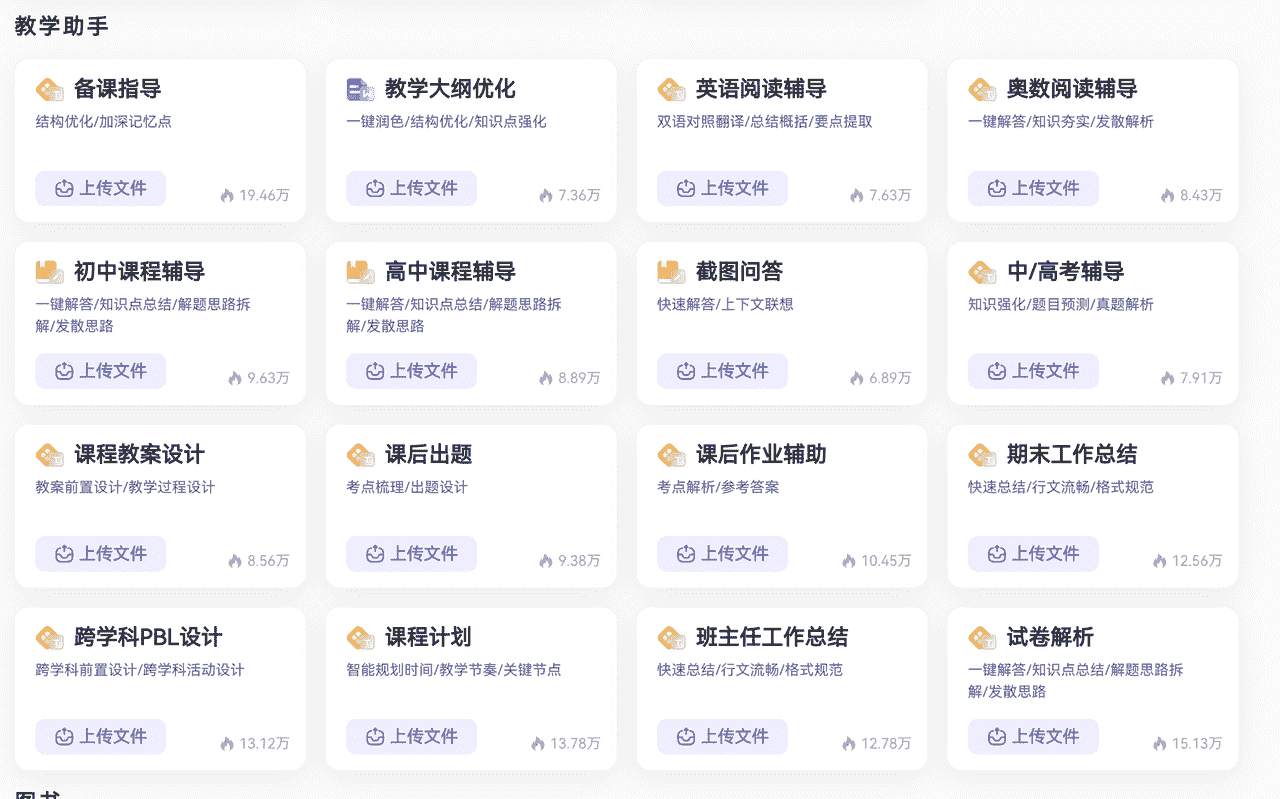 教学助手
备课指导
结构优化/加深记忆点
上传文件
19.46万
教学大纲优化
一键润色/结构优化/知识点强化
上传文件
7.36万
英语阅读辅导
双语对照翻译/总结概括/要点提取
上传文件
7.63万
奥数阅读辅导
一键解答/知识夯实/发散解析
上传文件
8.43万
初中课程辅导
一键解答/知识点总结/解题思路拆
解/发散思路
上传文件
9.63万
高中课程辅导
一键解答/知识点总结/解题思路拆
解/发散思路
上传文件
8.89万
截图问答
快速解答/上下文联想
上传文件
6.89万
中/高考辅导
知识强化/题目预测/真题解析
上传文件
7.91万
课程教案设计
教案前置设计/教学过程设计
上传文件
8.56万
课后出题
考点梳理/出题设计
上传文件
9.38万
课后作业辅助
考点解析/参考答案
上传文件
10.45万
期末工作总结
快速总结/行文流畅/格式规范
上传文件
12.56万
跨学科PBL设计
跨学科前置设计/跨学科活动设计
上传文件
13.12万
课程计划
智能规划时间/教学节奏/关键节点
上传文件
13.78万
班主任工作总结
快速总结/行文流畅/格式规范
上传文件
12.78万
试卷解析
一键解答/知识点总结/解题思路拆
解/发散思路
上传文件
15.13万